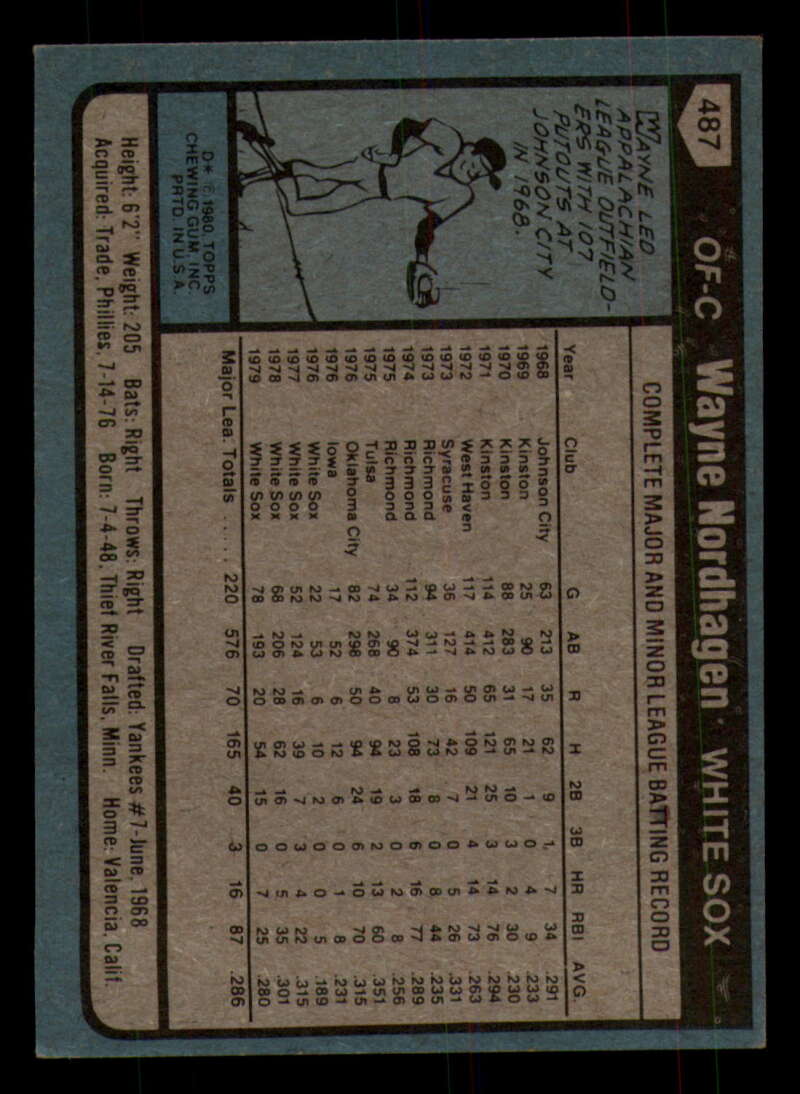 487 OF-C Wayne Nordhagen · WHITE SOX
WAYNE LED
APPALACHIAN
LEAGUE OUTFIELD-
ERS WITH 107
PUTOUTS AT
JOHNSON CITY
IN 1968.
D* © 1980 TOPPS
CHEWING GUM, INC.
PRTD. IN U.S.A.
COMPLETE MAJOR AND MINOR LEAGUE BATTING RECORD
Year Club G AB R H 2B 3B HR RBI AVG.
1968 Johnson City 63 213 35 62 9 1 7 34 .291
1969 Kinston 25 90 17 21 1 0 4 9 .233
1970 Kinston 88 283 31 65 10 3 2 30 .230
1971 Kinston 114 412 65 121 25 3 14 76 .294
1972 West Haven 117 414 50 109 21 4 14 73 .263
1973 Syracuse 36 127 16 42 7 0 5 26 .331
1973 Richmond 94 311 30 73 8 0 8 44 .235
1974 Richmond 112 374 53 108 18 6 16 77 .289
1975 Richmond 34 90 8 23 3 0 2 8 .256
1975 Tulsa 74 268 40 94 19 2 13 60 .351
1976 Oklahoma City 82 298 50 94 24 6 10 70 .315
1976 Iowa 17 52 6 12 6 0 1 8 .231
1976 White Sox 22 53 6 10 2 0 0 5 .189
1977 White Sox 52 124 16 39 7 3 4 22 .315
1978 White Sox 68 206 28 62 16 0 5 35 .301
1979 White Sox 78 193 20 54 15 0 7 25 .280
Major Lea. Totals ..... 220 576 70 165 40 3 16 87 .286
Height: 6'2" Weight: 205 Bats: Right Throws: Right Drafted: Yankees #7-June, 1968
Acquired: Trade, Phillies, 7-14-76 Born: 7-4-48, Thief River Falls, Minn. Home: Valencia, Calif.